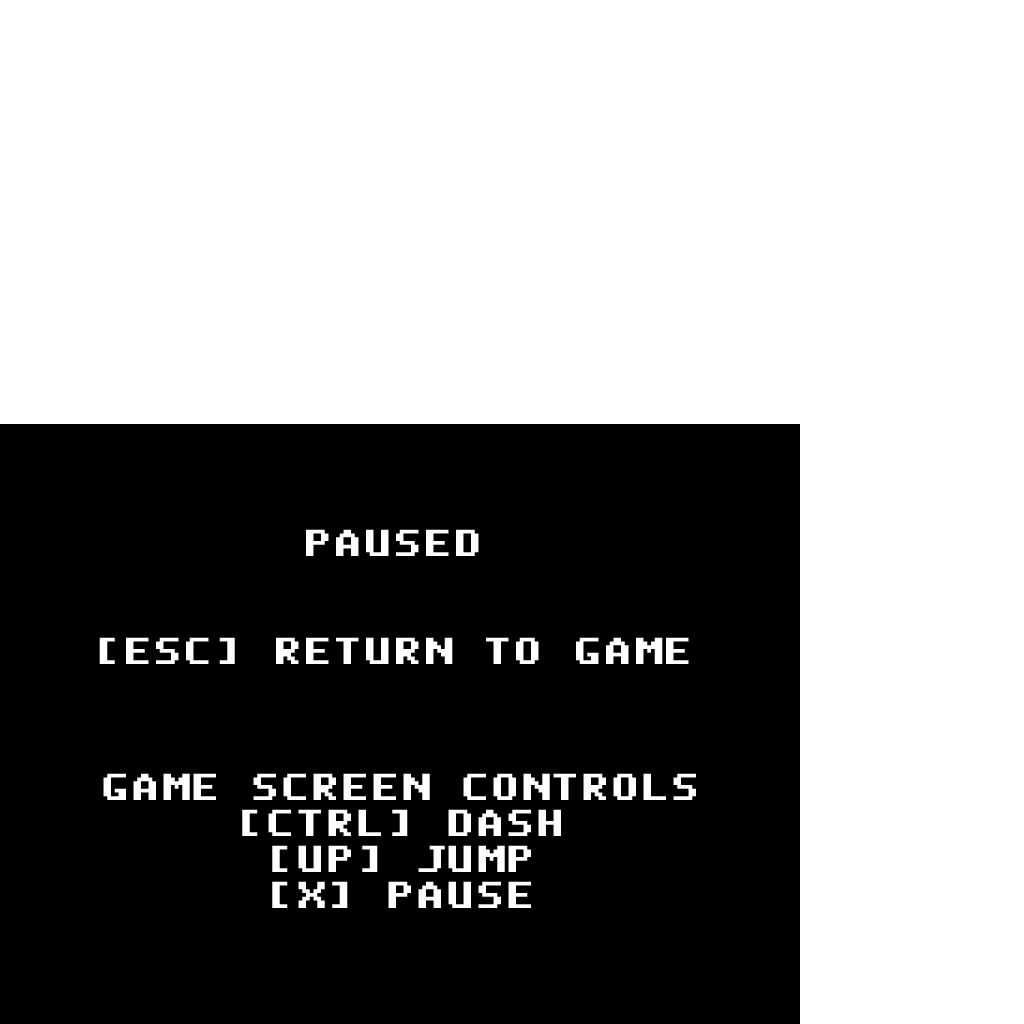 PAUSED
[ESC] RETURN TO GAME
GAME SCREEN CONTROLS
[CTRL] DASH
[UP] JUMP
[X] PAUSE